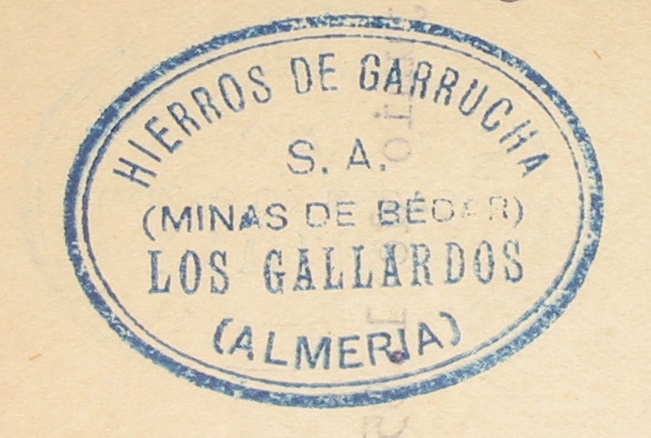 HIERROS DE GARRUCHA
S. A.
(MINAS DE BÉDAR)
LOS GALLARDOS
(ALMERIA)